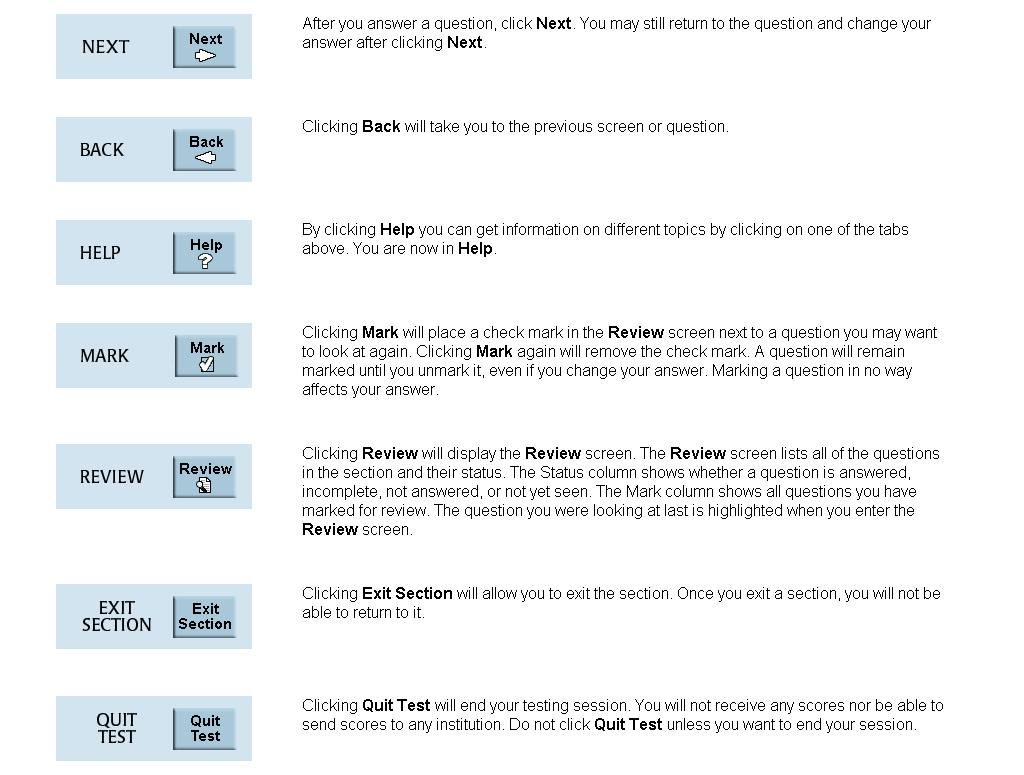 NEXT
Next
After you answer a question, click Next. You may still return to the question and change your
answer after clicking Next.
BACK
Back
Clicking Back will take you to the previous screen or question.
HELP
Help
By clicking Help you can get information on different topics by clicking on one of the tabs
above. You are now in Help.
MARK
Mark
Clicking Mark will place a check mark in the Review screen next to a question you may want
to look at again. Clicking Mark again will remove the check mark. A question will remain
marked until you unmark it, even if you change your answer. Marking a question in no way
affects your answer.
REVIEW
Review
Clicking Review will display the Review screen. The Review screen lists all of the questions
in the section and their status. The Status column shows whether a question is answered,
incomplete, not answered, or not yet seen. The Mark column shows all questions you have
marked for review. The question you were looking at last is highlighted when you enter the
Review screen.
EXIT
SECTION
Exit
Section
Clicking Exit Section will allow you to exit the section. Once you exit a section, you will not be
able to return to it.
QUIT
TEST
Quit
Test
Clicking Quit Test will end your testing session. You will not receive any scores nor be able to
send scores to any institution. Do not click Quit Test unless you want to end your session.